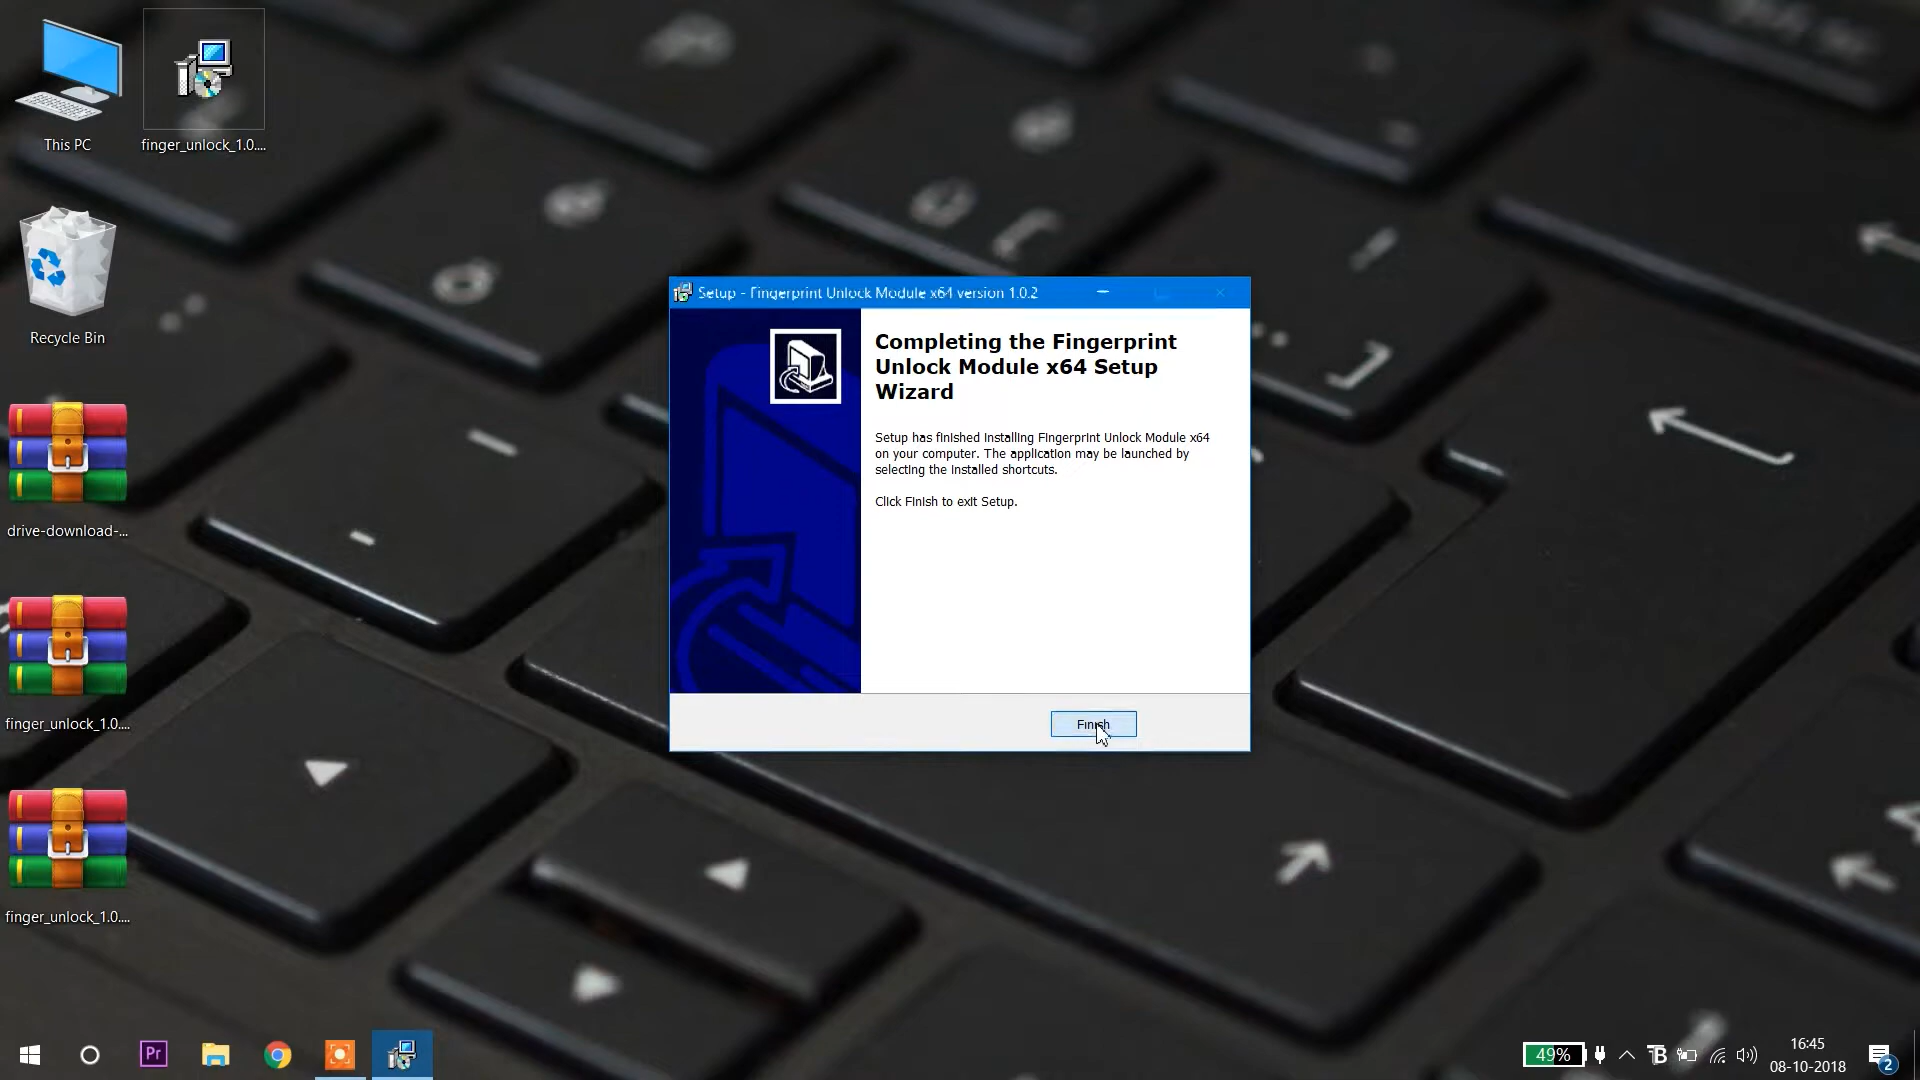 This PC
finger_unlock_1.0....
Recycle Bin
drive-download-...
finger_unlock_1.0....
finger_unlock_1.0....
Setup - Fingerprint Unlock Module x64 version 1.0.2
Completing the Fingerprint
Unlock Module x64 Setup
Wizard
Setup has finished installing Fingerprint Unlock Module x64
on your computer. The application may be launched by
selecting the installed shortcuts.
Click Finish to exit Setup.
Finish
Pr
49%
16:45
08-10-2018
2